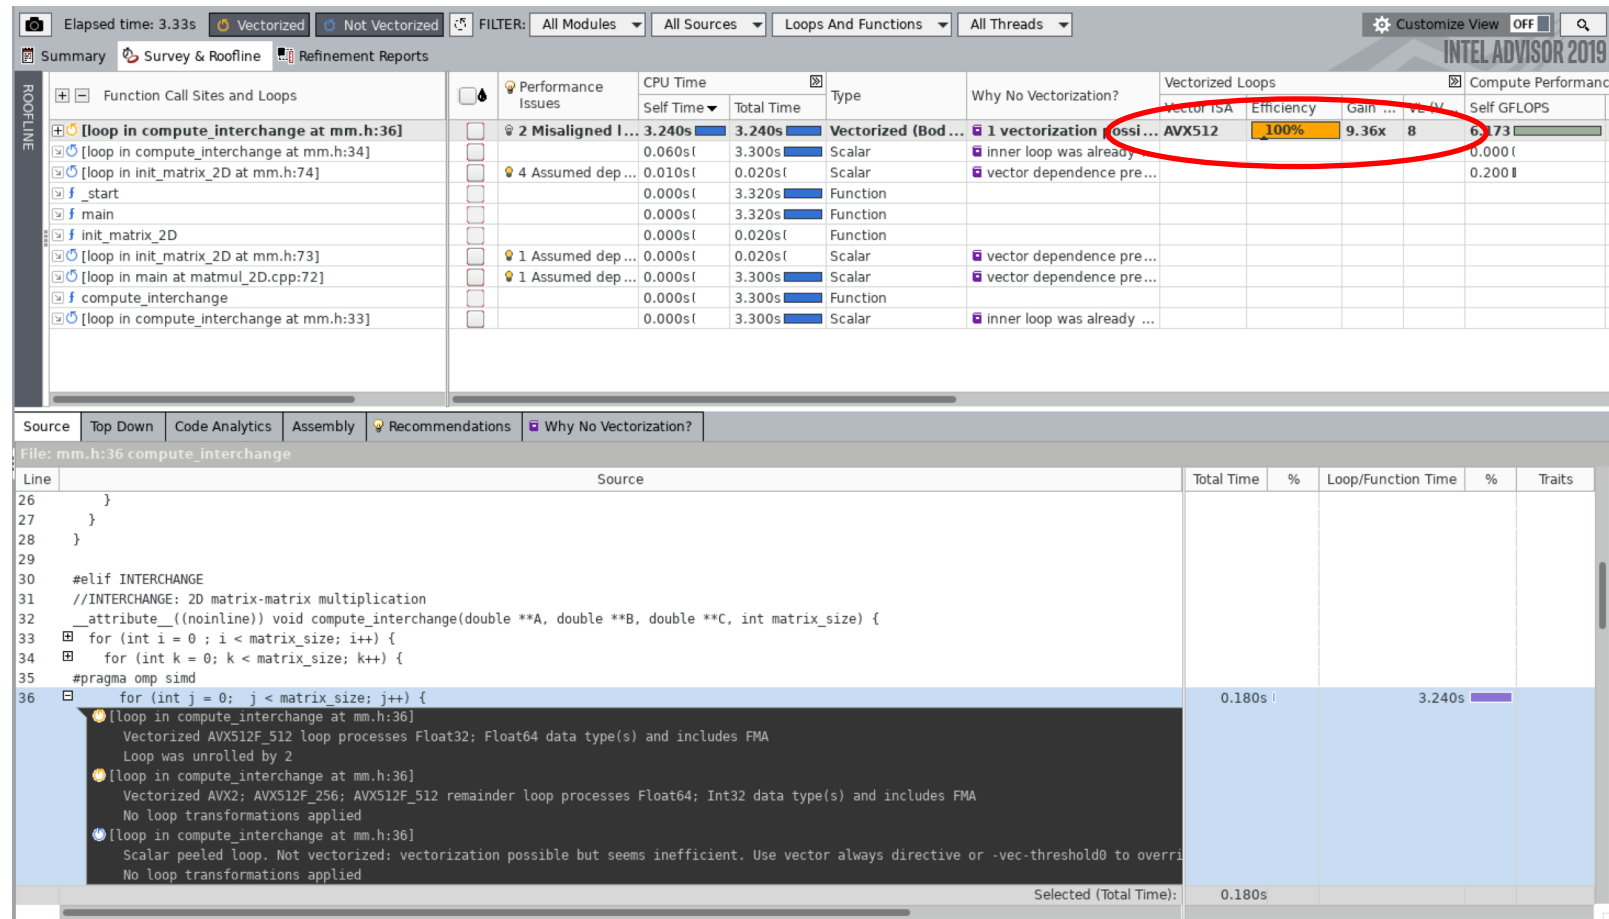 Elapsed time: 3.33s Vectorized Not Vectorized FILTER: All Modules All Sources Loops And Functions All Threads Customize View OFF
Summary Survey & Roofline Refinement Reports INTEL ADVISOR 2019
ROOFLINE
+ - Function Call Sites and Loops Performance Issues CPU Time Type Why No Vectorization? Vectorized Loops Compute Performanc
Self Time Total Time Vector ISA Efficiency Gain ... VL (V... Self GFLOPS
[loop in compute_interchange at mm.h:36] 2 Misaligned l... 3.240s 3.240s Vectorized (Bod... 1 vectorization possi... AVX512 100% 9.36x 8 6.173
[loop in compute_interchange at mm.h:34] 0.060s 3.300s Scalar inner loop was already 0.000
[loop in init_matrix_2D at mm.h:74] 4 Assumed dep... 0.010s 0.020s Scalar vector dependence pre... 0.200
f _start 0.000s 3.320s Function
f main 0.000s 3.320s Function
f init_matrix_2D 0.000s 0.020s Function
[loop in init_matrix_2D at mm.h:73] 1 Assumed dep... 0.000s 0.020s Scalar vector dependence pre...
[loop in main at matmul_2D.cpp:72] 1 Assumed dep... 0.000s 3.300s Scalar vector dependence pre...
f compute_interchange 0.000s 3.300s Function
[loop in compute_interchange at mm.h:33] 0.000s 3.300s Scalar inner loop was already ...
Source Top Down Code Analytics Assembly Recommendations Why No Vectorization?
File: mm.h:36 compute_interchange
Line Source Total Time % Loop/Function Time % Traits
26 }
27 }
28 }
29
30 #elif INTERCHANGE
31 //INTERCHANGE: 2D matrix-matrix multiplication
32 __attribute__((noinline)) void compute_interchange(double **A, double **B, double **C, int matrix_size) {
33 for (int i = 0 ; i < matrix_size; i++) {
34 for (int k = 0; k < matrix_size; k++) {
35 #pragma omp simd
36 for (int j = 0; j < matrix_size; j++) { 0.180s 3.240s
[loop in compute_interchange at mm.h:36]
Vectorized AVX512F_512 loop processes Float32; Float64 data type(s) and includes FMA
Loop was unrolled by 2
[loop in compute_interchange at mm.h:36]
Vectorized AVX2; AVX512F_256; AVX512F_512 remainder loop processes Float64; Int32 data type(s) and includes FMA
No loop transformations applied
[loop in compute_interchange at mm.h:36]
Scalar peeled loop. Not vectorized: vectorization possible but seems inefficient. Use vector always directive or -vec-threshold0 to overri
No loop transformations applied
Selected (Total Time): 0.180s